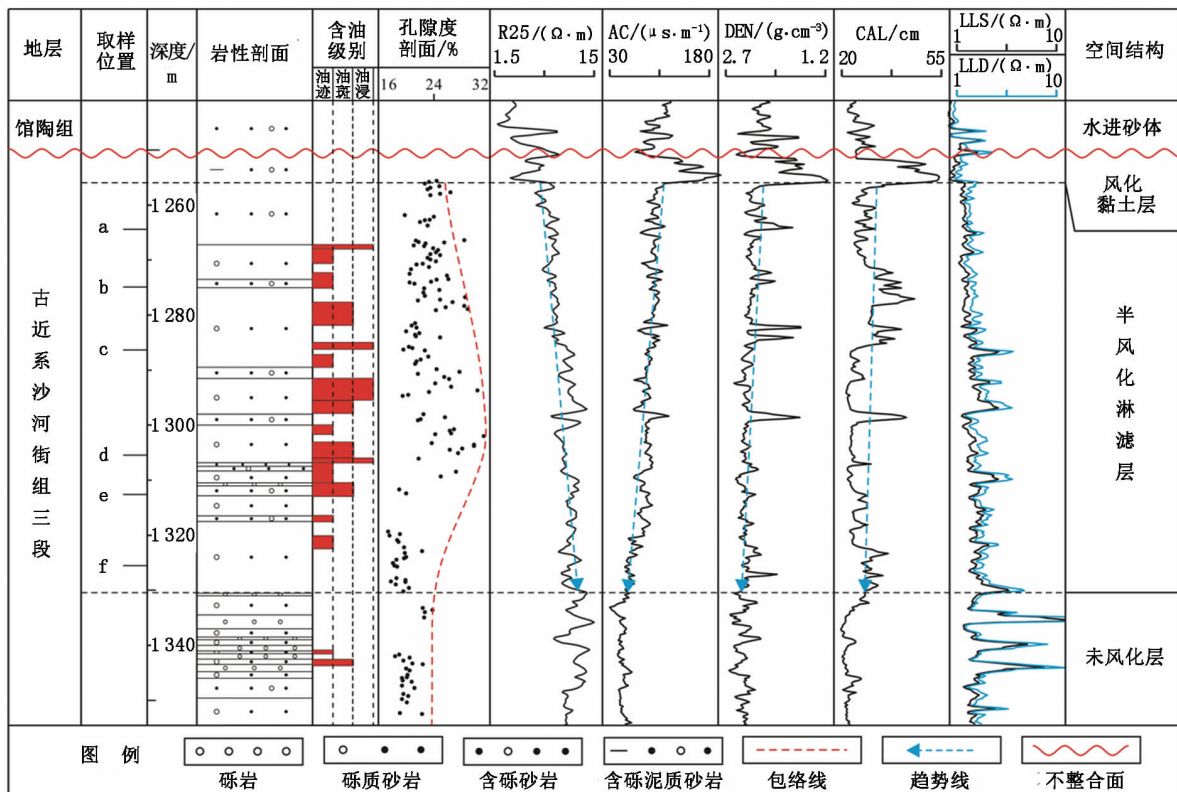 地层
取样
位置
深度/
m
岩性剖面
含油
级别
油迹
油斑
油浸
孔隙度
剖面/%
16
24
32
R25/(Ω·m)
1.5
15
AC/(μs·m⁻¹)
30
180
DEN/(g·cm⁻³)
2.7
1.2
CAL/cm
20
55
LLS/(Ω·m)
1
10
LLD/(Ω·m)
1
10
空间结构
馆陶组
水进砂体
风化
黏土层
1 260
a
b
1 280
c
1 300
d
e
1 320
f
1 340
古近系沙河街组三段
半风化淋滤层
未风化层
图 例
砾岩
砾质砂岩
含砾砂岩
含砾泥质砂岩
包络线
趋势线
不整合面